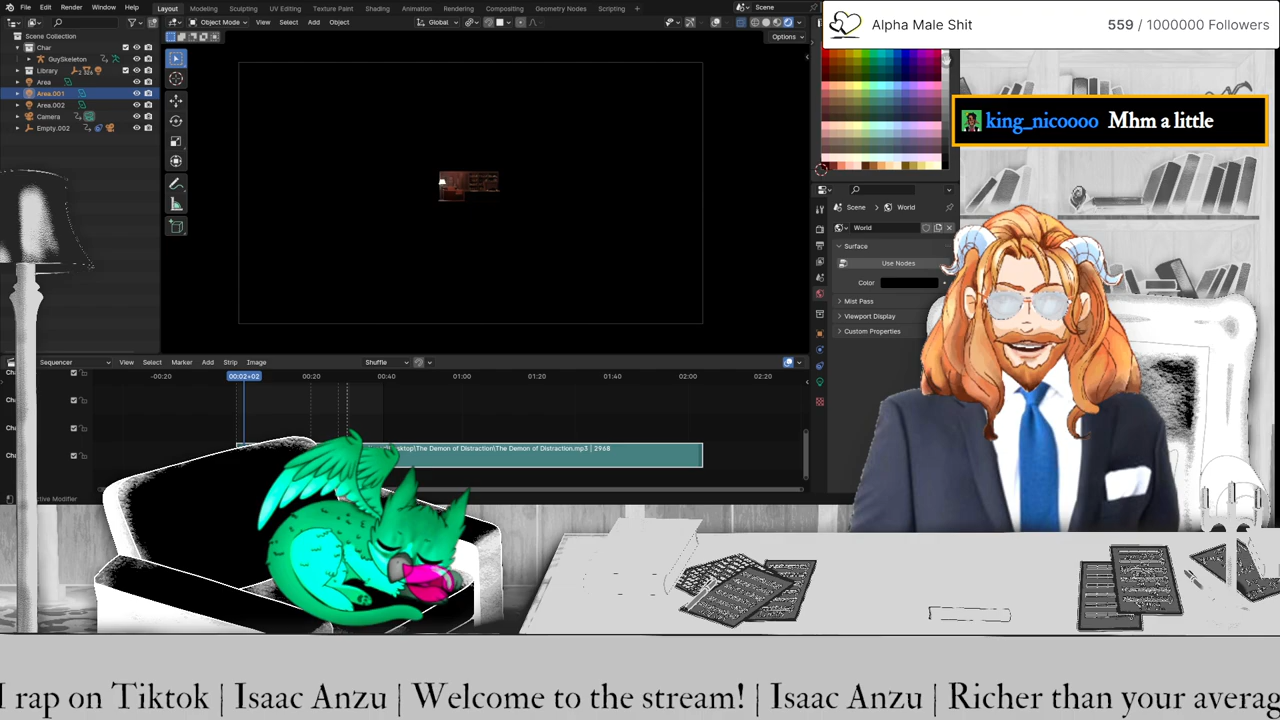 File Edit Render Window Help Layout Modeling Sculpting UV Editing Texture Paint Shading Animation Rendering Compositing Geometry Nodes Scripting Scene
Object Mode View Select Add Object Global
Options
Scene Collection
Char
GuySkeleton
Library
Area
Area.001
Area.002
Camera
Empty.002
Alpha Male Shit 559 / 1000000 Followers
king_nicoooo Mhm a little
Scene World
World
Surface
Use Nodes
Color
Mist Pass
Viewport Display
Custom Properties
Sequencer View Select Marker Add Strip Image Shuffle
-00:20 00:02+02 00:20 00:40 01:00 01:20 01:40 02:00 02:20
sktop\The Demon of Distraction\The Demon of Distraction.mp3 | 2968
ctive Modifier
I rap on Tiktok | Isaac Anzu | Welcome to the stream! | Isaac Anzu | Richer than your averag